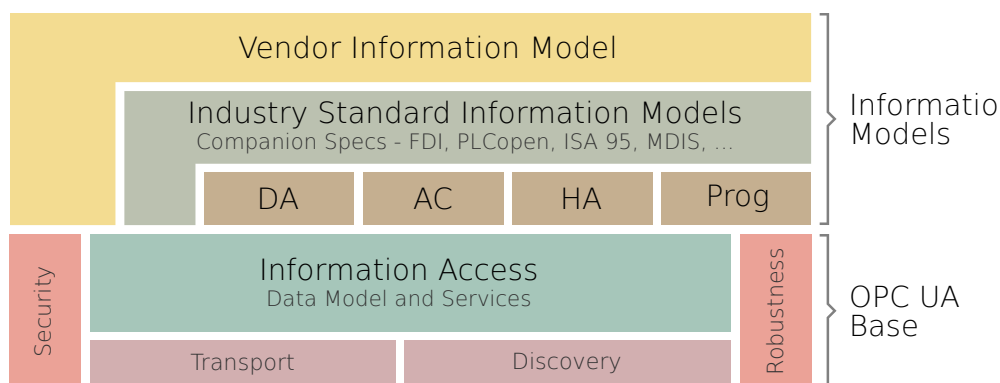 Vendor Information Model
Industry Standard Information Models
Companion Specs - FDI, PLCopen, ISA 95, MDIS, ...
DA
AC
HA
Prog
Informatio
Models
Security
Information Access
Data Model and Services
Transport
Discovery
Robustness
OPC UA
Base